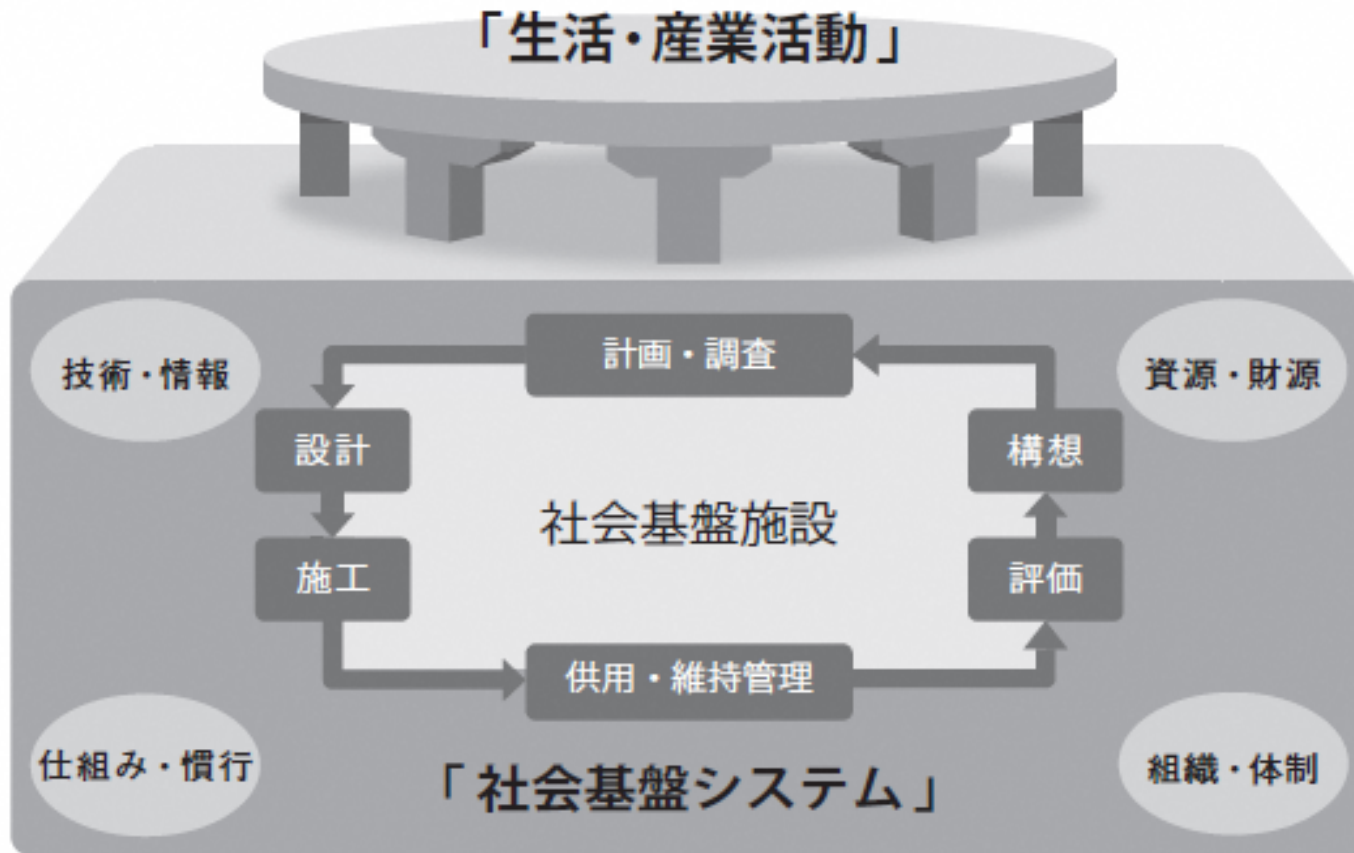 「生活・産業活動」
技術・情報
計画・調査
資源・財源
設計
構想
社会基盤施設
施工
評価
供用・維持管理
仕組み・慣行
「社会基盤システム」
組織・体制